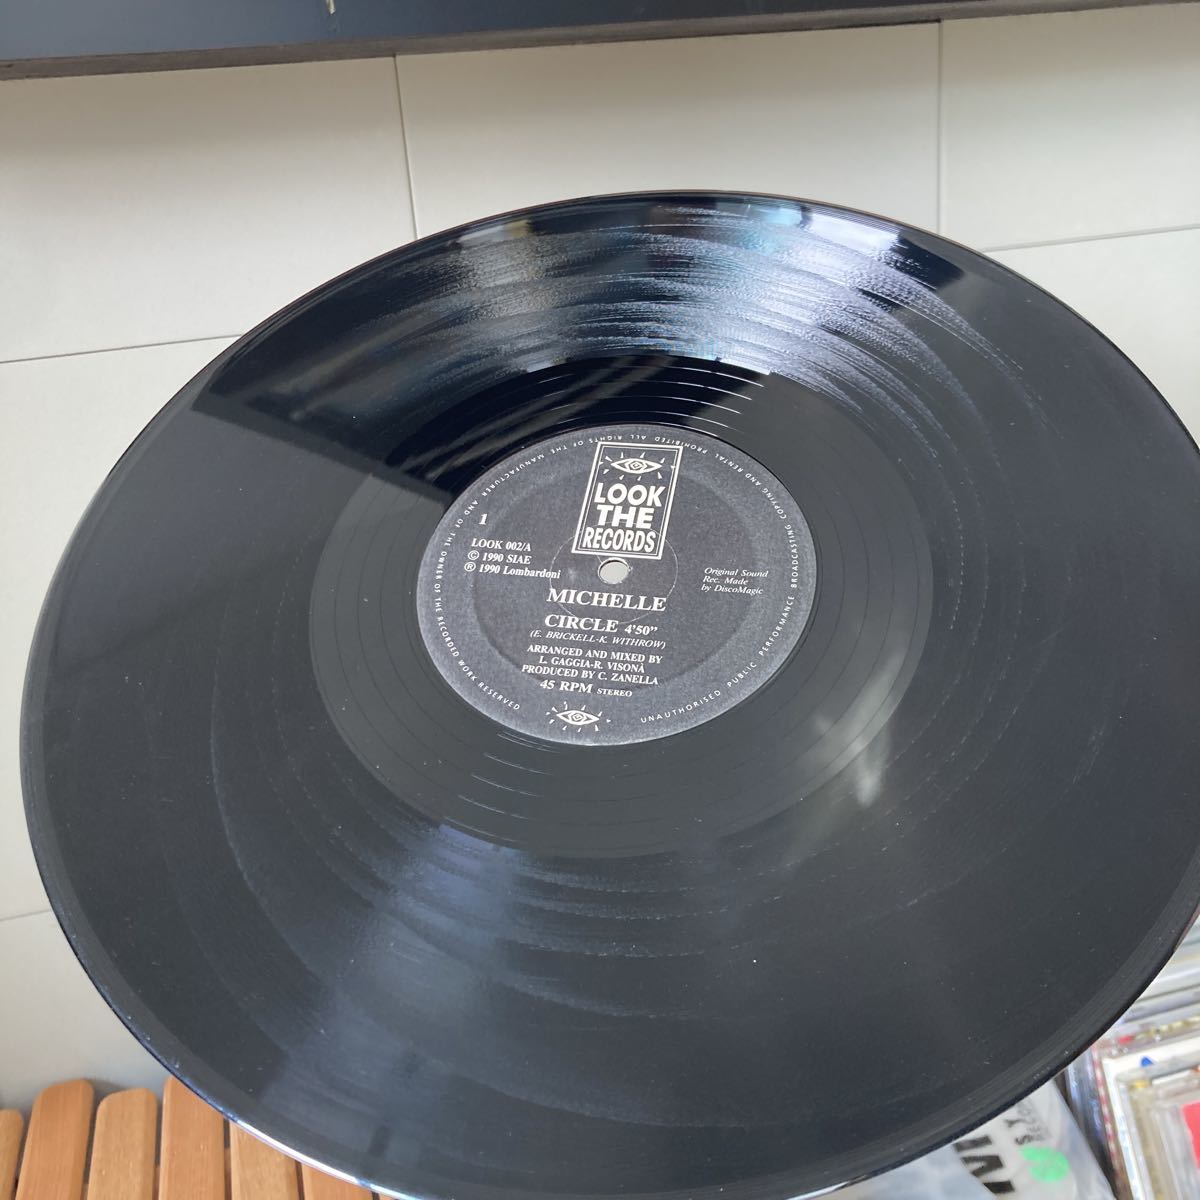 LOOK
THE
RECORDS
1
LOOK 002/A
© 1990 SIAE
® 1990 Lombardoni
Original Sound
Rec. Made
by DiscoMagic
MICHELLE
CIRCLE 4'50"
(E. BRICKELL-K. WITHROW)
ARRANGED AND MIXED BY
L. GAGGIA-R. VISONÀ
PRODUCED BY C. ZANELLA
45 RPM STEREO
ALL RIGHTS OF THE MANUFACTURER AND OF THE OWNER OF THE RECORDED WORK RESERVED
UNAUTHORISED PUBLIC PERFORMANCE BROADCASTING COPYING AND RENTAL PROHIBITED